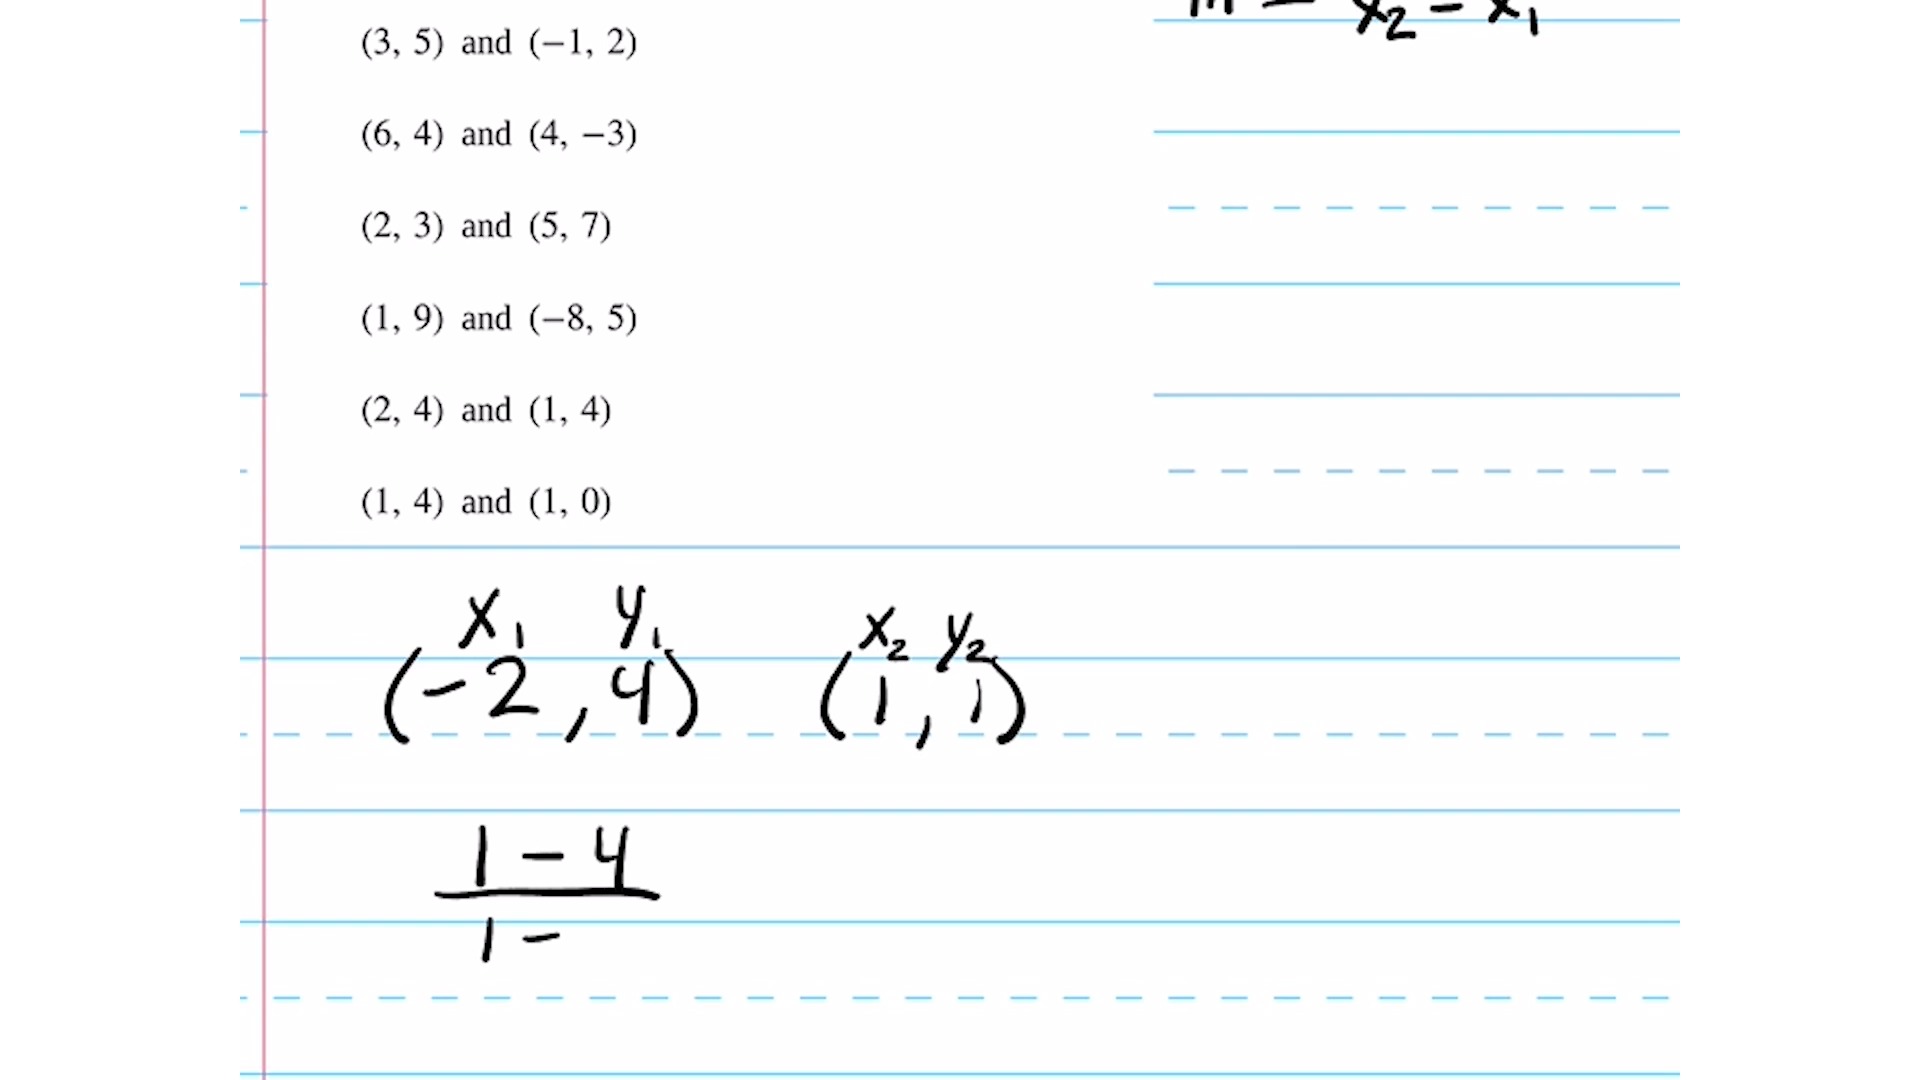 m = x₂ - x₁
(3, 5) and (−1, 2)
(6, 4) and (4, −3)
(2, 3) and (5, 7)
(1, 9) and (−8, 5)
(2, 4) and (1, 4)
(1, 4) and (1, 0)
x₁ y₁ x₂ y₂
(-2, 4) (1, 1)
1 - 4
1 -